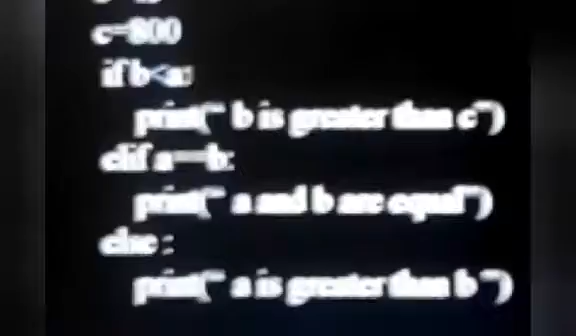 c=800
if b<a:
print(" b is greater than c")
elif a==b:
print(" a and b are equal")
else :
print(" a is greater than b ")